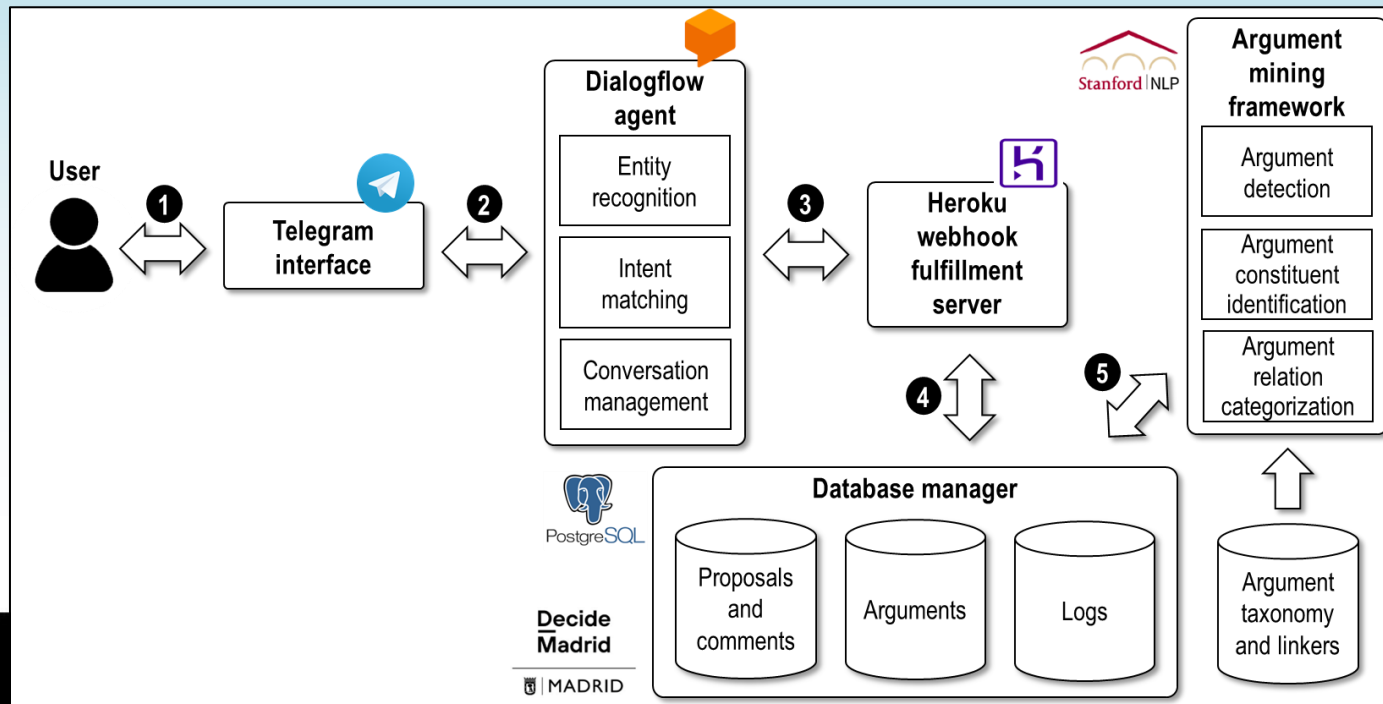 User
1
Telegram
interface
2
Dialogflow
agent
Entity
recognition
Intent
matching
Conversation
management
3
Heroku
webhook
fulfillment
server
4
5
Stanford NLP
Argument
mining
framework
Argument
detection
Argument
constituent
identification
Argument
relation
categorization
PostgreSQL
Decide
Madrid
MADRID
Database manager
Proposals
and
comments
Arguments
Logs
Argument
taxonomy
and linkers